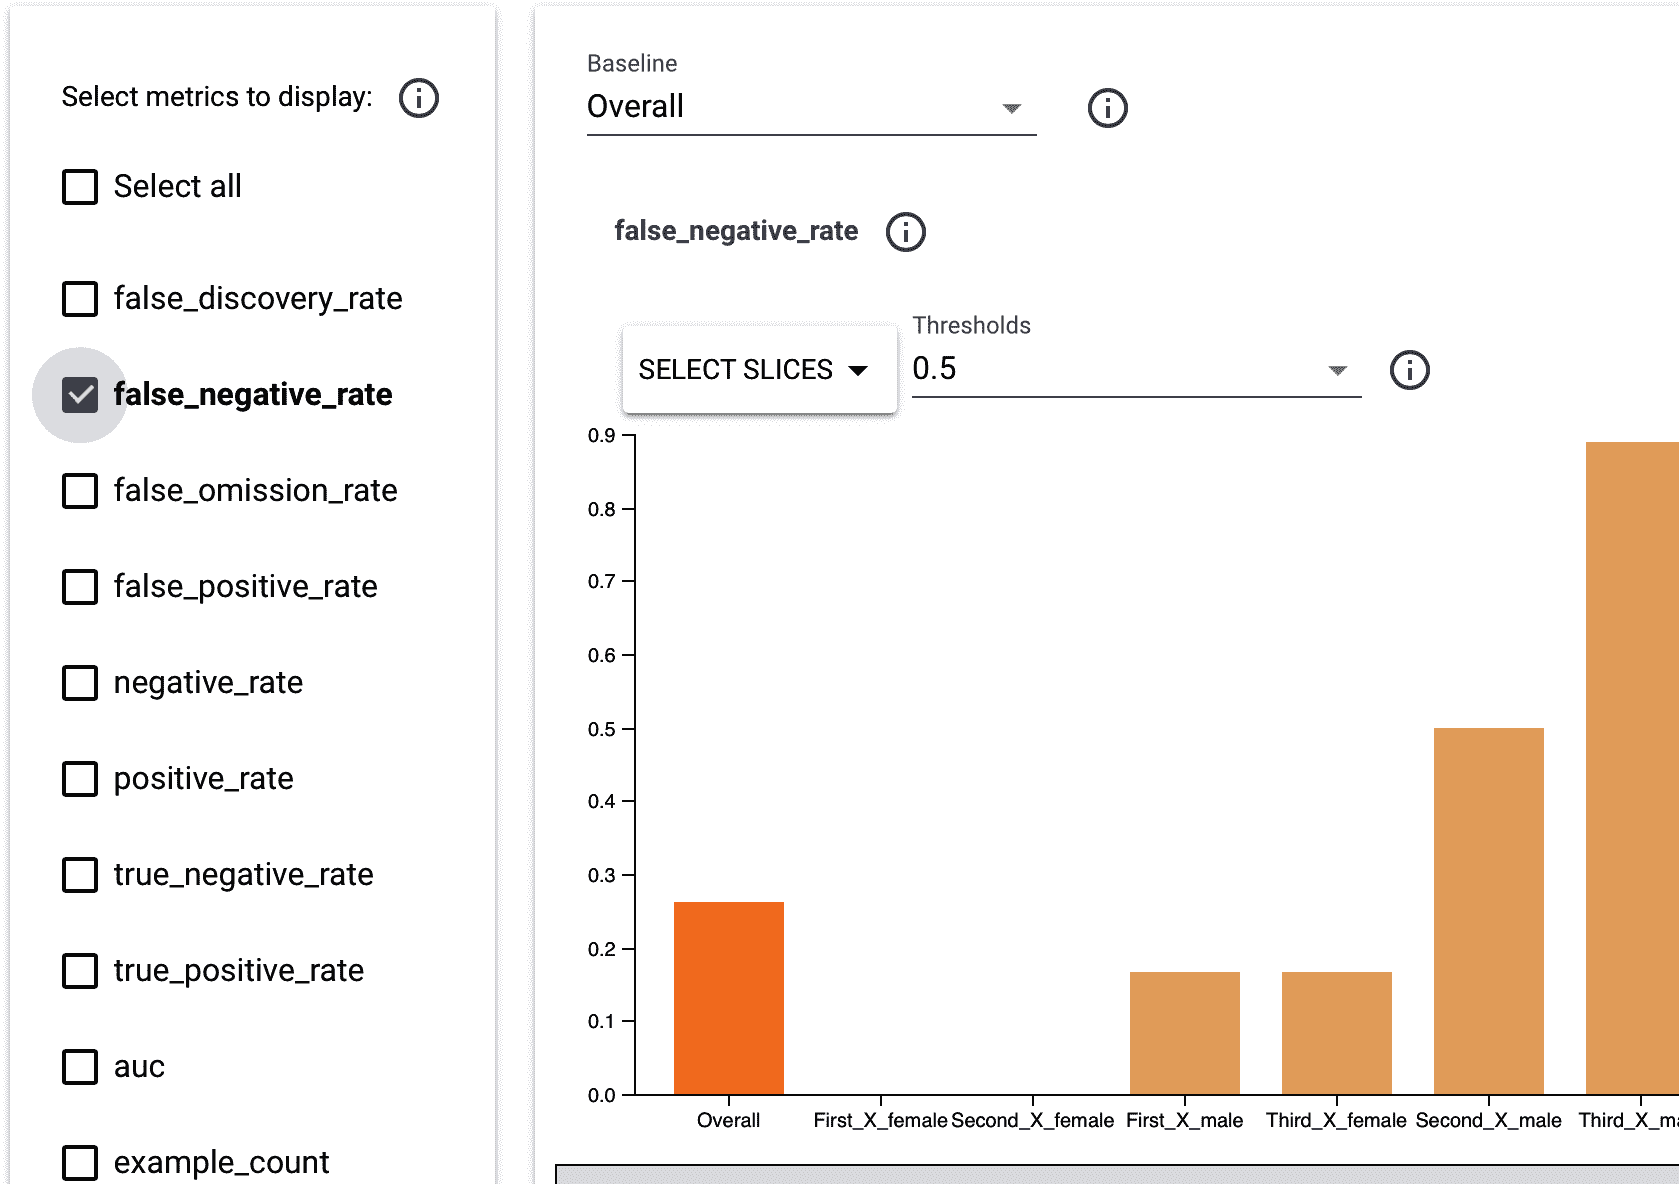 Select metrics to display:
Select all
false_discovery_rate
false_negative_rate
false_omission_rate
false_positive_rate
negative_rate
positive_rate
true_negative_rate
true_positive_rate
auc
example_count
Baseline
Overall
false_negative_rate
SELECT SLICES
Thresholds
0.5
0.9
0.8
0.7
0.6
0.5
0.4
0.3
0.2
0.1
0.0
Overall First_X_female Second_X_female First_X_male Third_X_female Second_X_male